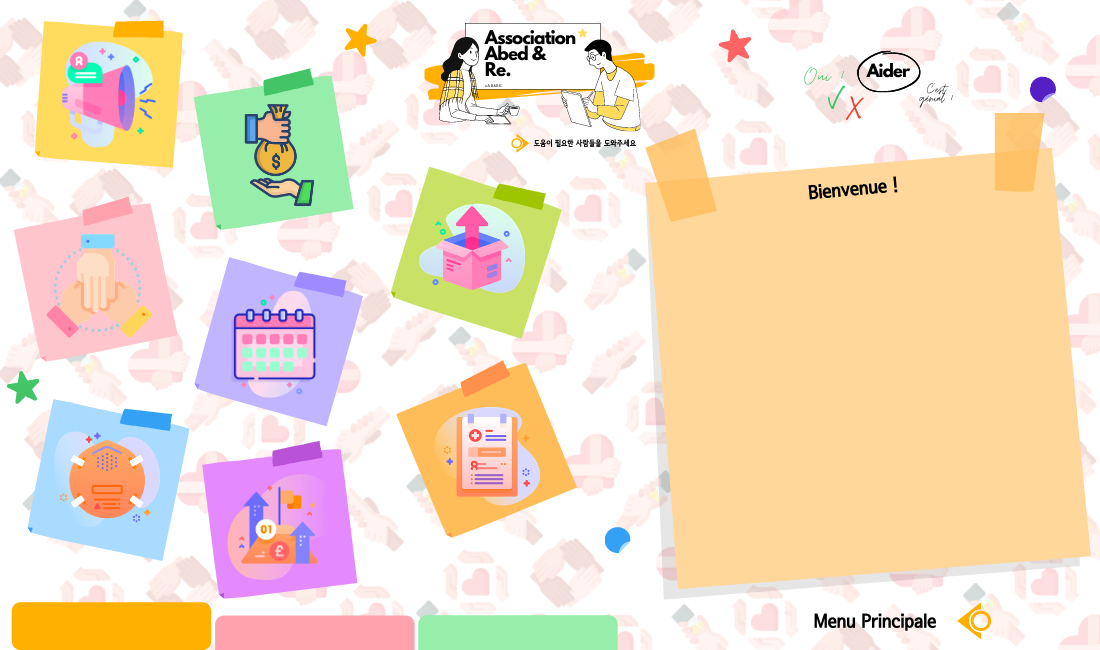 Association
Abed &
Re.
도움이 필요한 사람들을 도와주세요
Oui !
Aider
C'est
génial !
Bienvenue !
$
01
£
Menu Principale